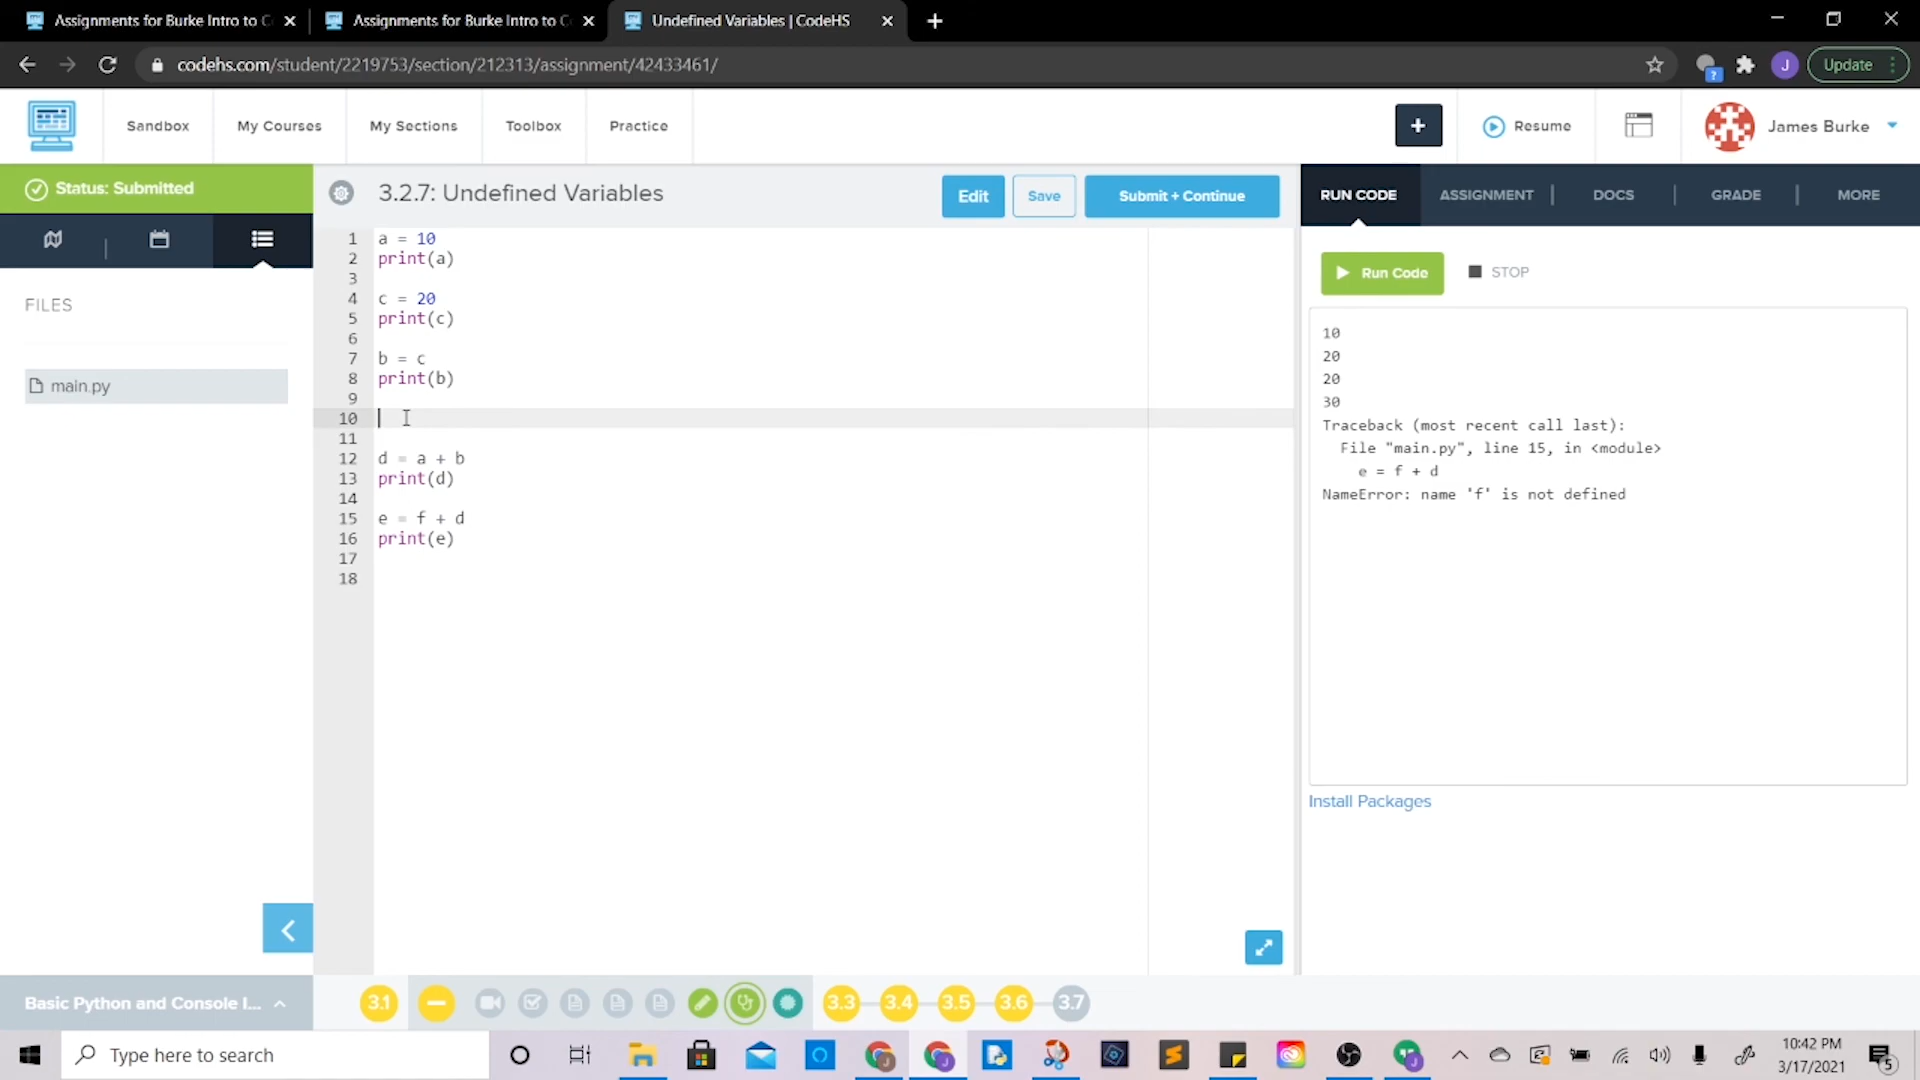 Assignments for Burke Intro to C
Assignments for Burke Intro to C
Undefined Variables | CodeHS
codehs.com/student/2219753/section/212313/assignment/42433461/
?
J
Update
Sandbox
My Courses
My Sections
Toolbox
Practice
+
Resume
James Burke
Status: Submitted
3.2.7: Undefined Variables
Edit
Save
Submit + Continue
RUN CODE
ASSIGNMENT
DOCS
GRADE
MORE
FILES
main.py
1 a = 10
2 print(a)
3
4 c = 20
5 print(c)
6
7 b = c
8 print(b)
9
10
11
12 d = a + b
13 print(d)
14
15 e = f + d
16 print(e)
17
18
Run Code
STOP
10
20
20
30
Traceback (most recent call last):
File "main.py", line 15, in <module>
e = f + d
NameError: name 'f' is not defined
Install Packages
Basic Python and Console I...
3.1
3.3
3.4
3.5
3.6
3.7
Type here to search
10:42 PM
3/17/2021
5